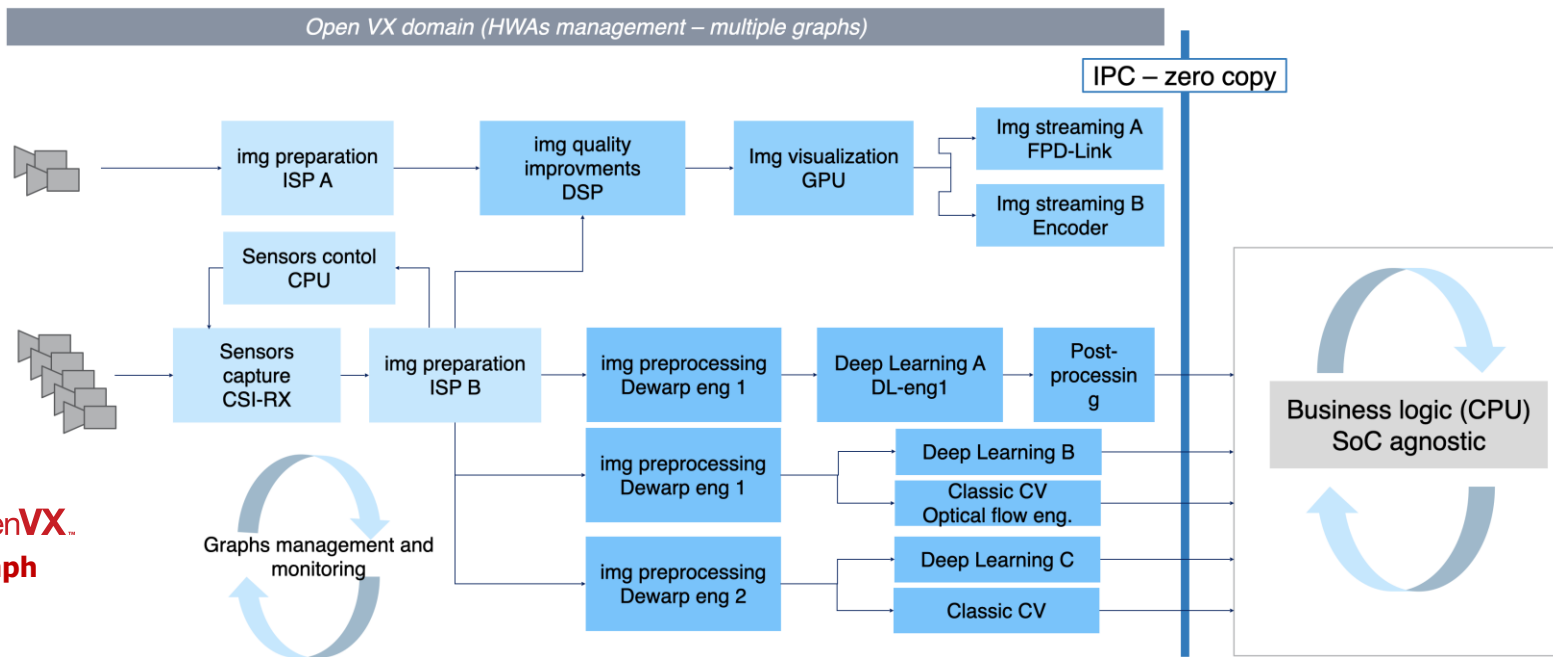 Open VX domain (HWAs management – multiple graphs)
IPC – zero copy
img preparation
ISP A
img quality
improvments
DSP
Img visualization
GPU
Img streaming A
FPD-Link
Img streaming B
Encoder
Sensors contol
CPU
Sensors
capture
CSI-RX
img preparation
ISP B
img preprocessing
Dewarp eng 1
Deep Learning A
DL-eng1
Post-
processin
g
img preprocessing
Dewarp eng 1
Deep Learning B
Classic CV
Optical flow eng.
img preprocessing
Dewarp eng 2
Deep Learning C
Classic CV
Business logic (CPU)
SoC agnostic
Graphs management and
monitoring
enVX™
ph